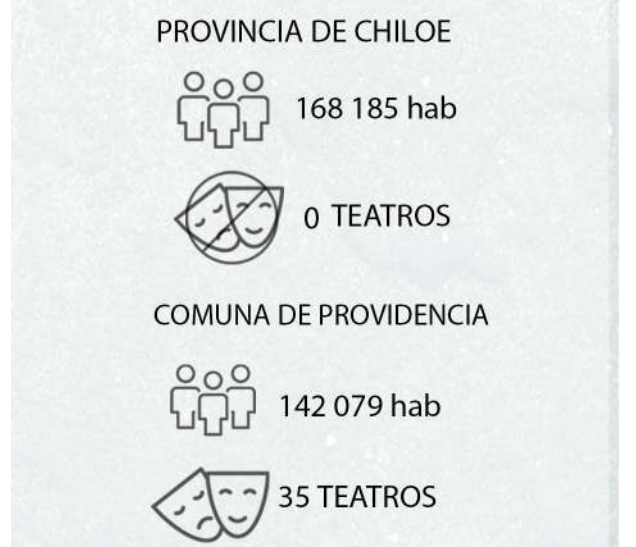 PROVINCIA DE CHILOE
168 185 hab
0 TEATROS
COMUNA DE PROVIDENCIA
142 079 hab
35 TEATROS